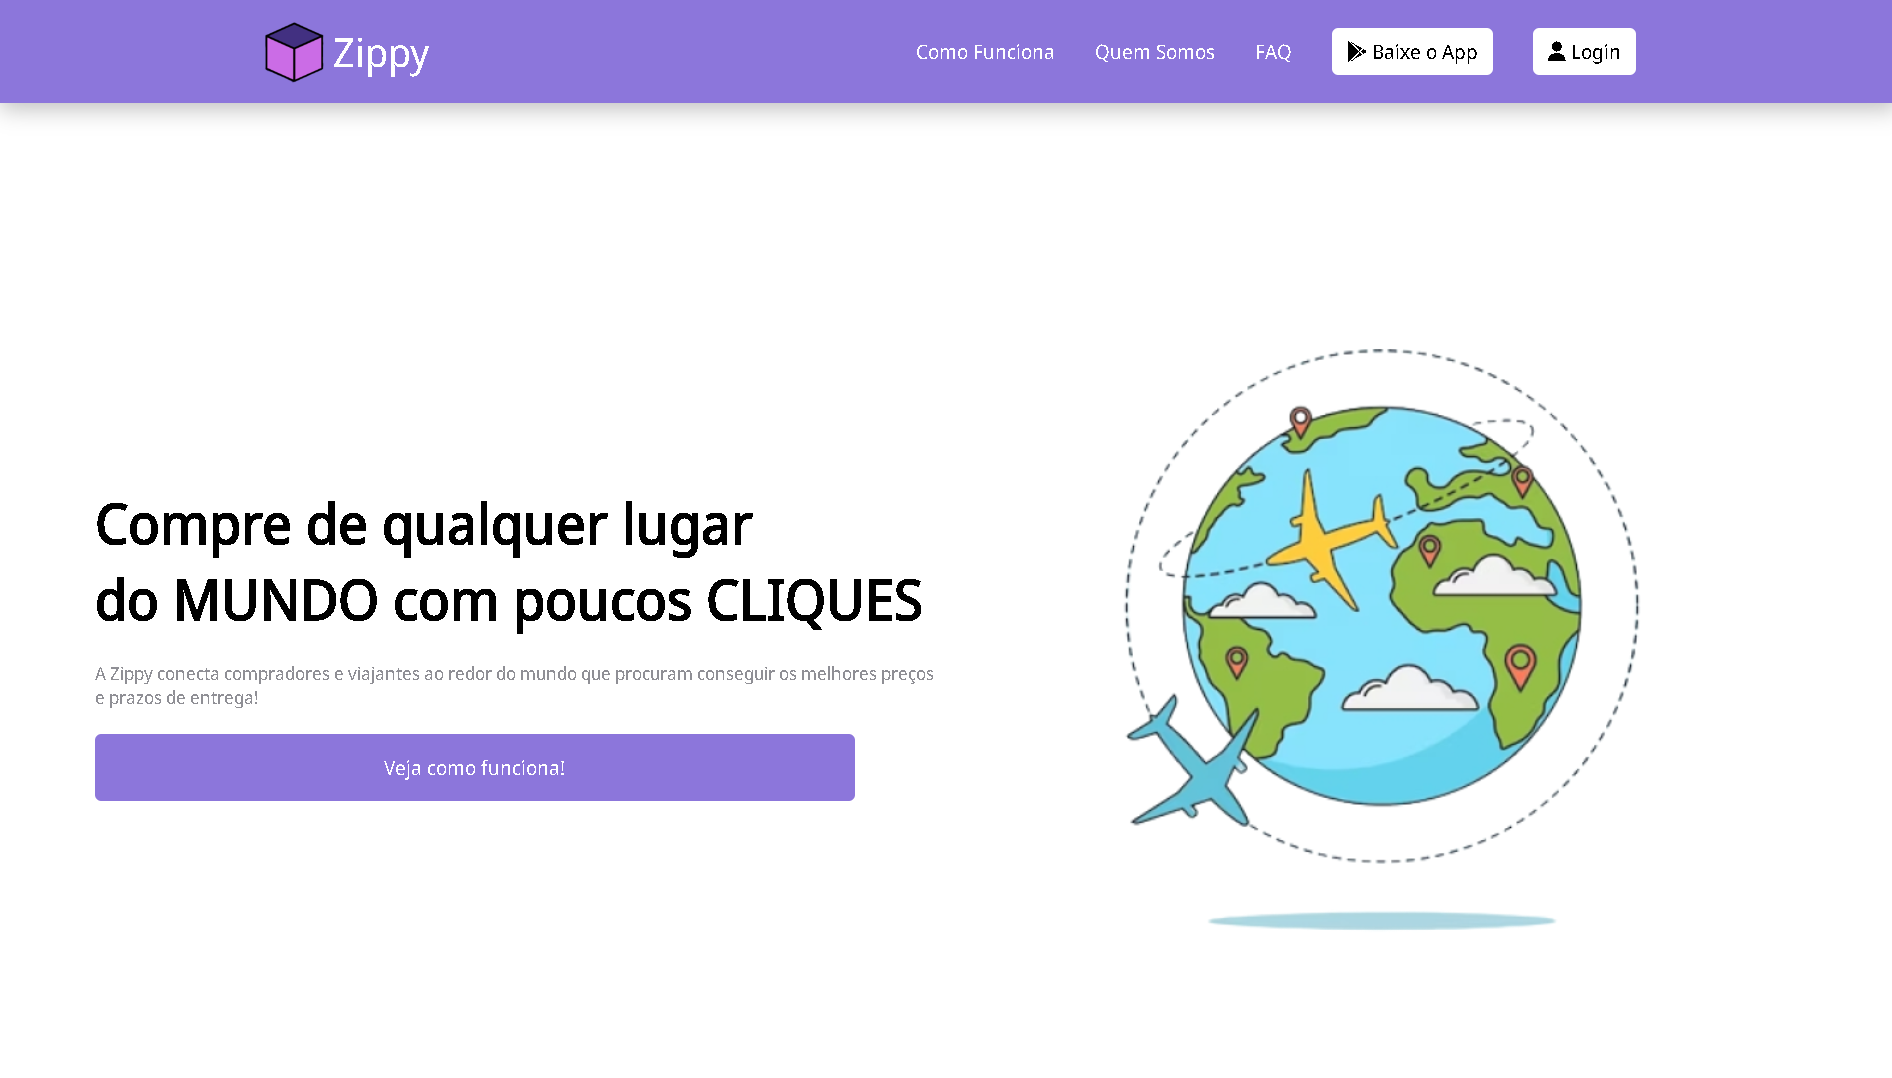 Zippy
Como Funciona
Quem Somos
FAQ
Baixe o App
Login
Compre de qualquer lugar
do MUNDO com poucos CLIQUES
A Zippy conecta compradores e viajantes ao redor do mundo que procuram conseguir os melhores preços
e prazos de entrega!
Veja como funciona!